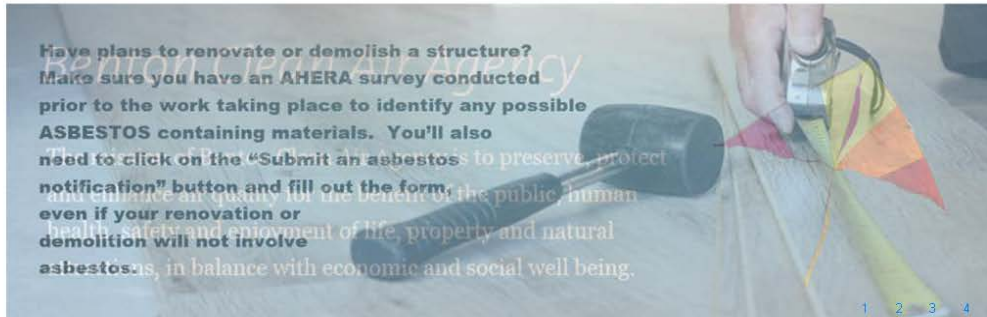 Have plans to renovate or demolish a structure?
Benton Clean Air Agency
Make sure you have an AHERA survey conducted
prior to the work taking place to identify any possible
ASBESTOS containing materials.  You'll also
need to click on the “Submit an asbestos
The mission of Benton Clean Air Agency is to preserve, protect
notification” button and fill out the form,
and enhance air quality for the benefit of the public, human
even if your renovation or
health, safety and enjoyment of life, property and natural
demolition will not involve
asbestos.
in balance with economic and social well being.
1 2 3 4